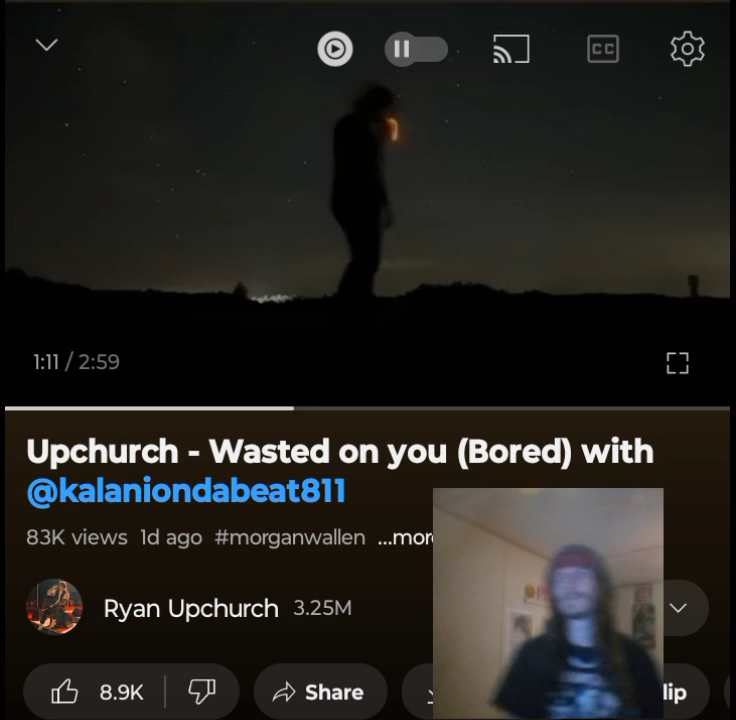 CC
1:11 / 2:59
Upchurch - Wasted on you (Bored) with
@kalaniondabeat811
83K views 1d ago #morganwallen ...more
Ryan Upchurch 3.25M
8.9K Share lip